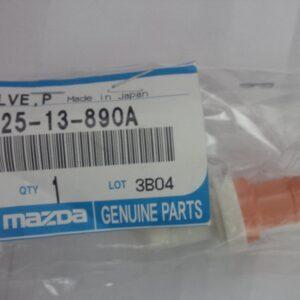 LVE,P Made in Japan
25-13-890A
QTY 1 LOT 3B04
mazda GENUINE PARTS